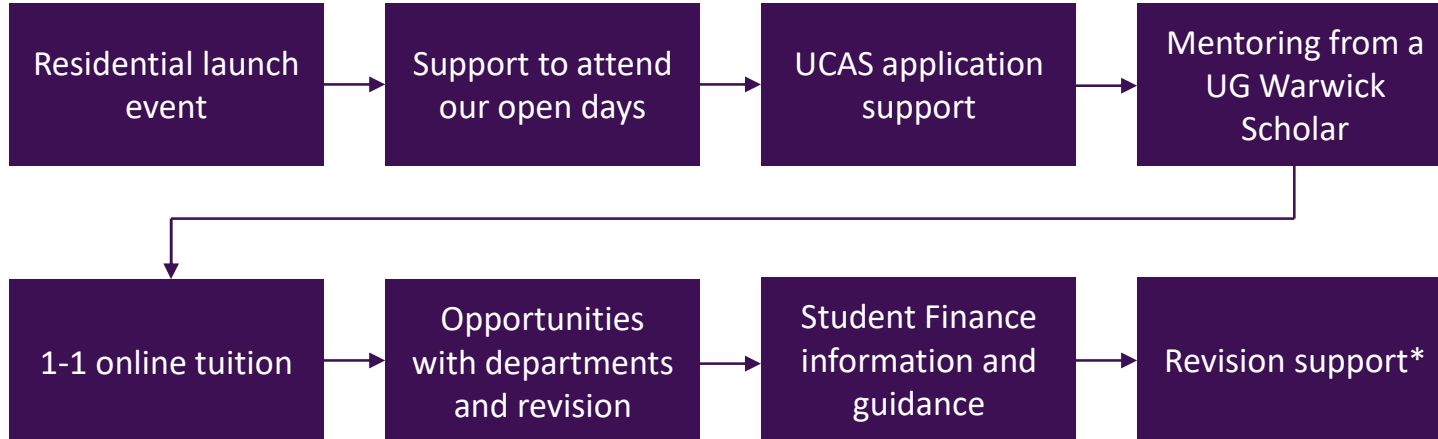 Residential launch
event
Support to attend
our open days
UCAS application
support
Mentoring from a
UG Warwick
Scholar
1-1 online tuition
Opportunities
with departments
and revision
Student Finance
information and
guidance
Revision support*